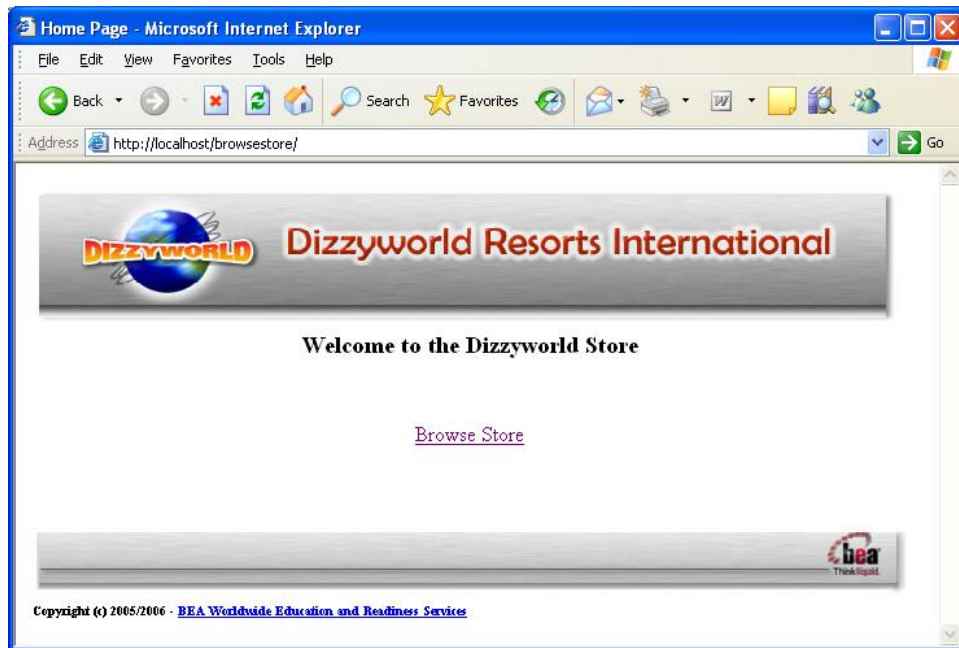 Home Page - Microsoft Internet Explorer
File Edit View Favorites Tools Help
Back Search Favorites W
Address http://localhost/browsestore/ Go
DIZZYWORLD Dizzyworld Resorts International
Welcome to the Dizzyworld Store
Browse Store
bea
Think liquid.
Copyright (c) 2005/2006 - BEA Worldwide Education and Readiness Services